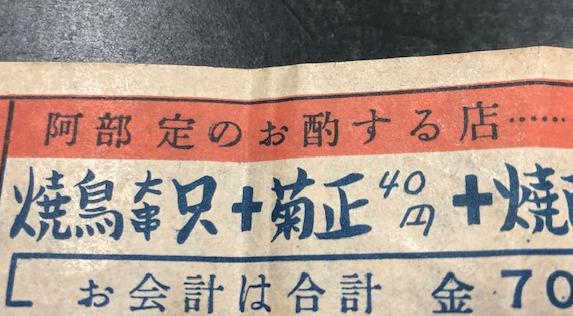 阿部定のお酌する店……
焼鳥大串只+菊正40円+焼
お会計は合計 金70